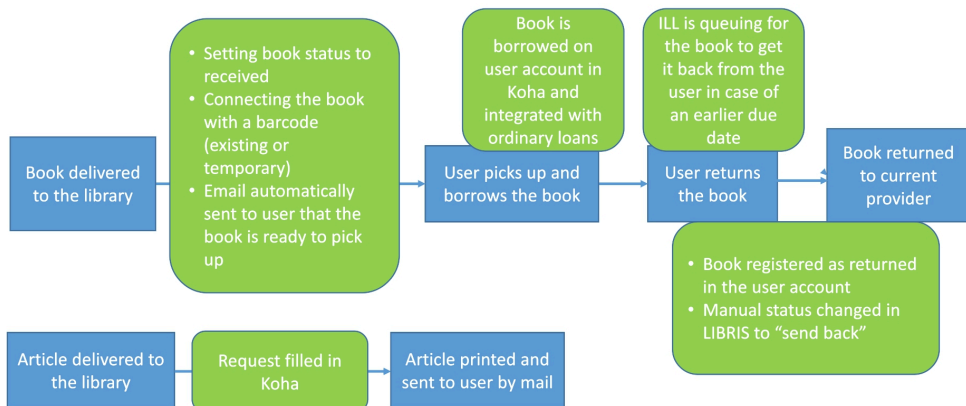 Book delivered
to the library
• Setting book status to
received
• Connecting the book
with a barcode
(existing or
temporary)
• Email automatically
sent to user that the
book is ready to pick
up
Book is
borrowed on
user account in
Koha and
integrated with
ordinary loans
User picks up and
borrows the book
ILL is queuing for
the book to get
it back from the
user in case of
an earlier due
date
User returns
the book
Book returned
to current
provider
• Book registered as returned
in the user account
• Manual status changed in
LIBRIS to “send back”
Article delivered to
the library
Request filled in
Koha
Article printed and
sent to user by mail